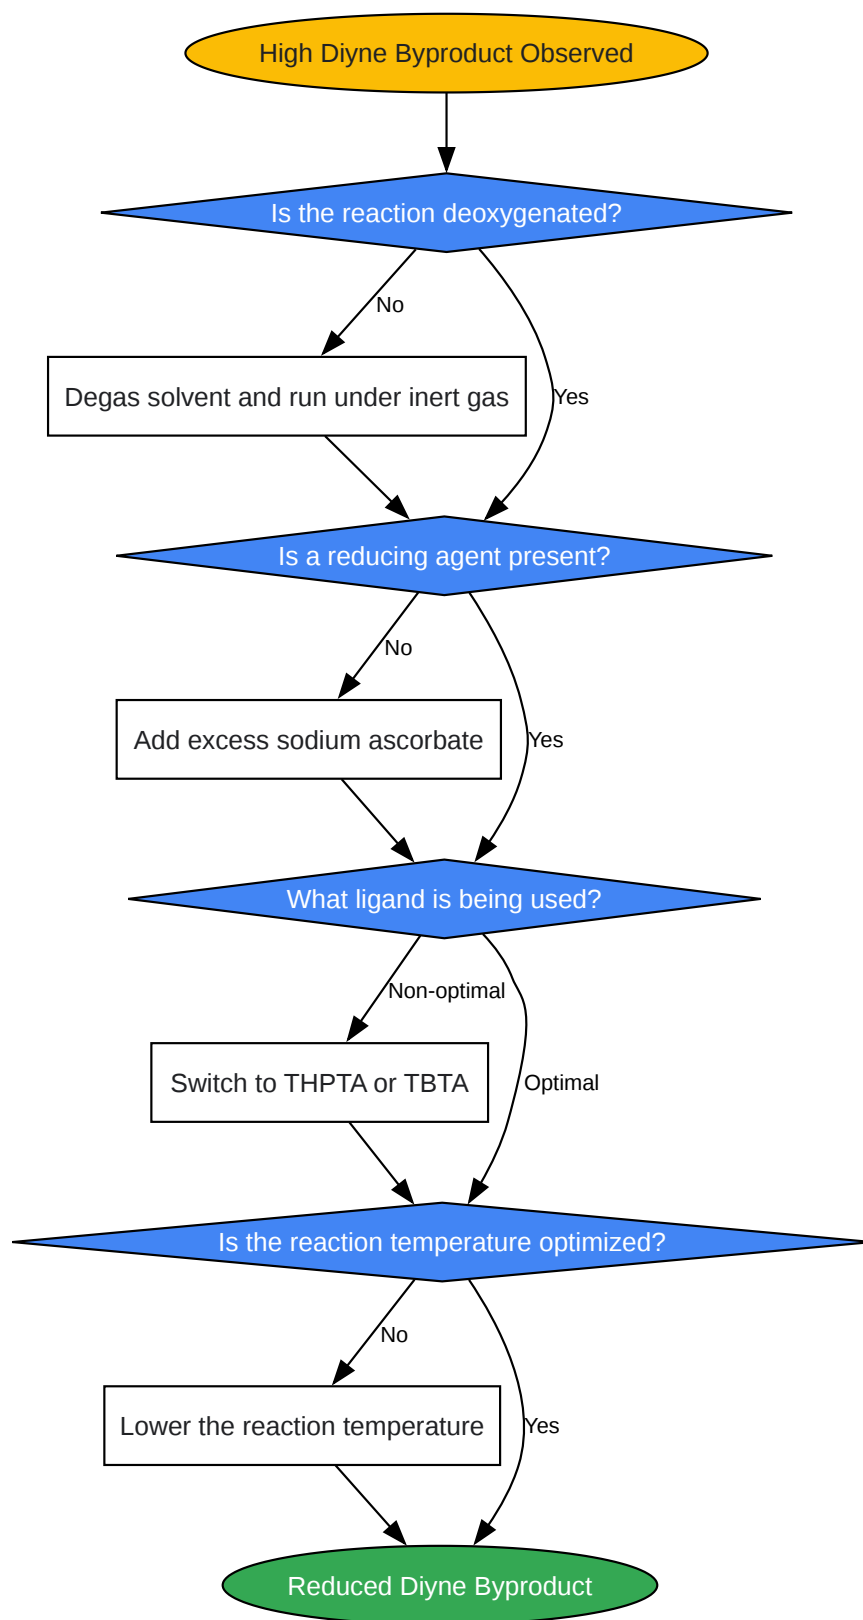 High Diyne Byproduct Observed
Is the reaction deoxygenated?
No
Degas solvent and run under inert gas
Yes
Is a reducing agent present?
No
Add excess sodium ascorbate
Yes
What ligand is being used?
Non-optimal
Switch to THPTA or TBTA
Optimal
Is the reaction temperature optimized?
No
Lower the reaction temperature
Yes
Reduced Diyne Byproduct